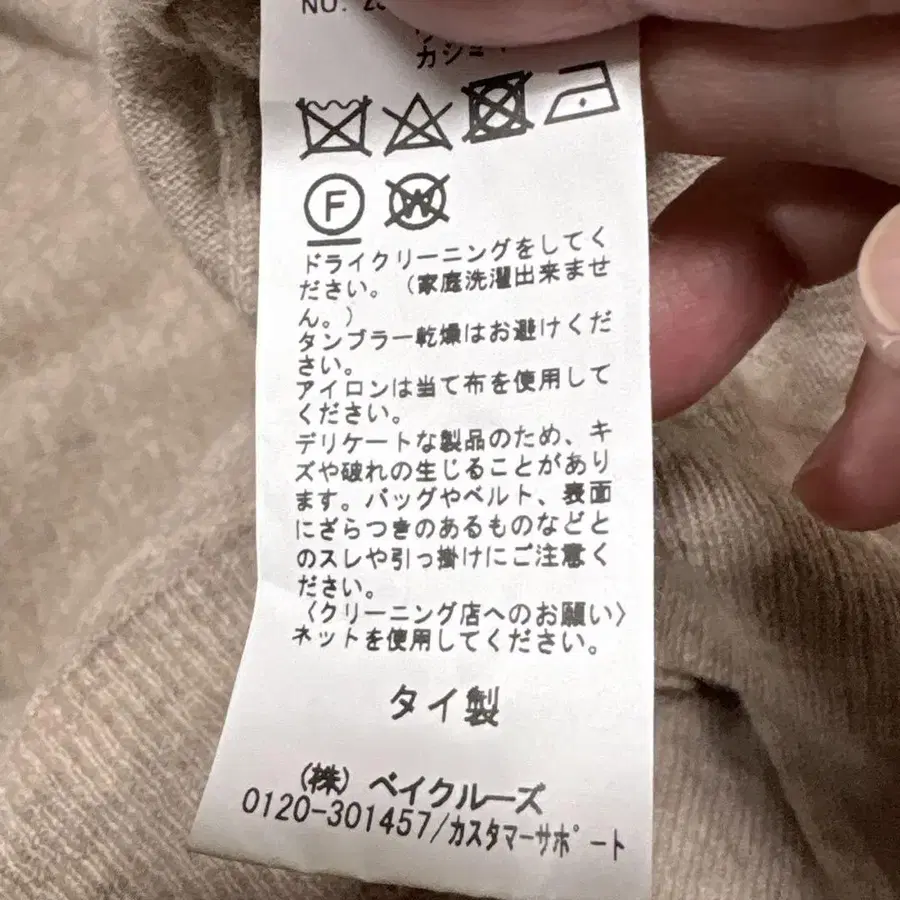 NO.
カシミ
F
W
ドライクリーニングをしてく
ださい。（家庭洗濯出来ませ
ん。）
タンブラー乾燥はお避けくだ
さい。
アイロンは当て布を使用して
ください。
デリケートな製品のため、キ
ズや破れの生じることがあり
ます。バッグやベルト、表面
にざらつきのあるものなどと
のスレや引っ掛けにご注意く
ださい。
〈クリーニング店へのお願い〉
ネットを使用してください。
タイ製
(株) ベイクルーズ
0120-301457/カスタマーサポート